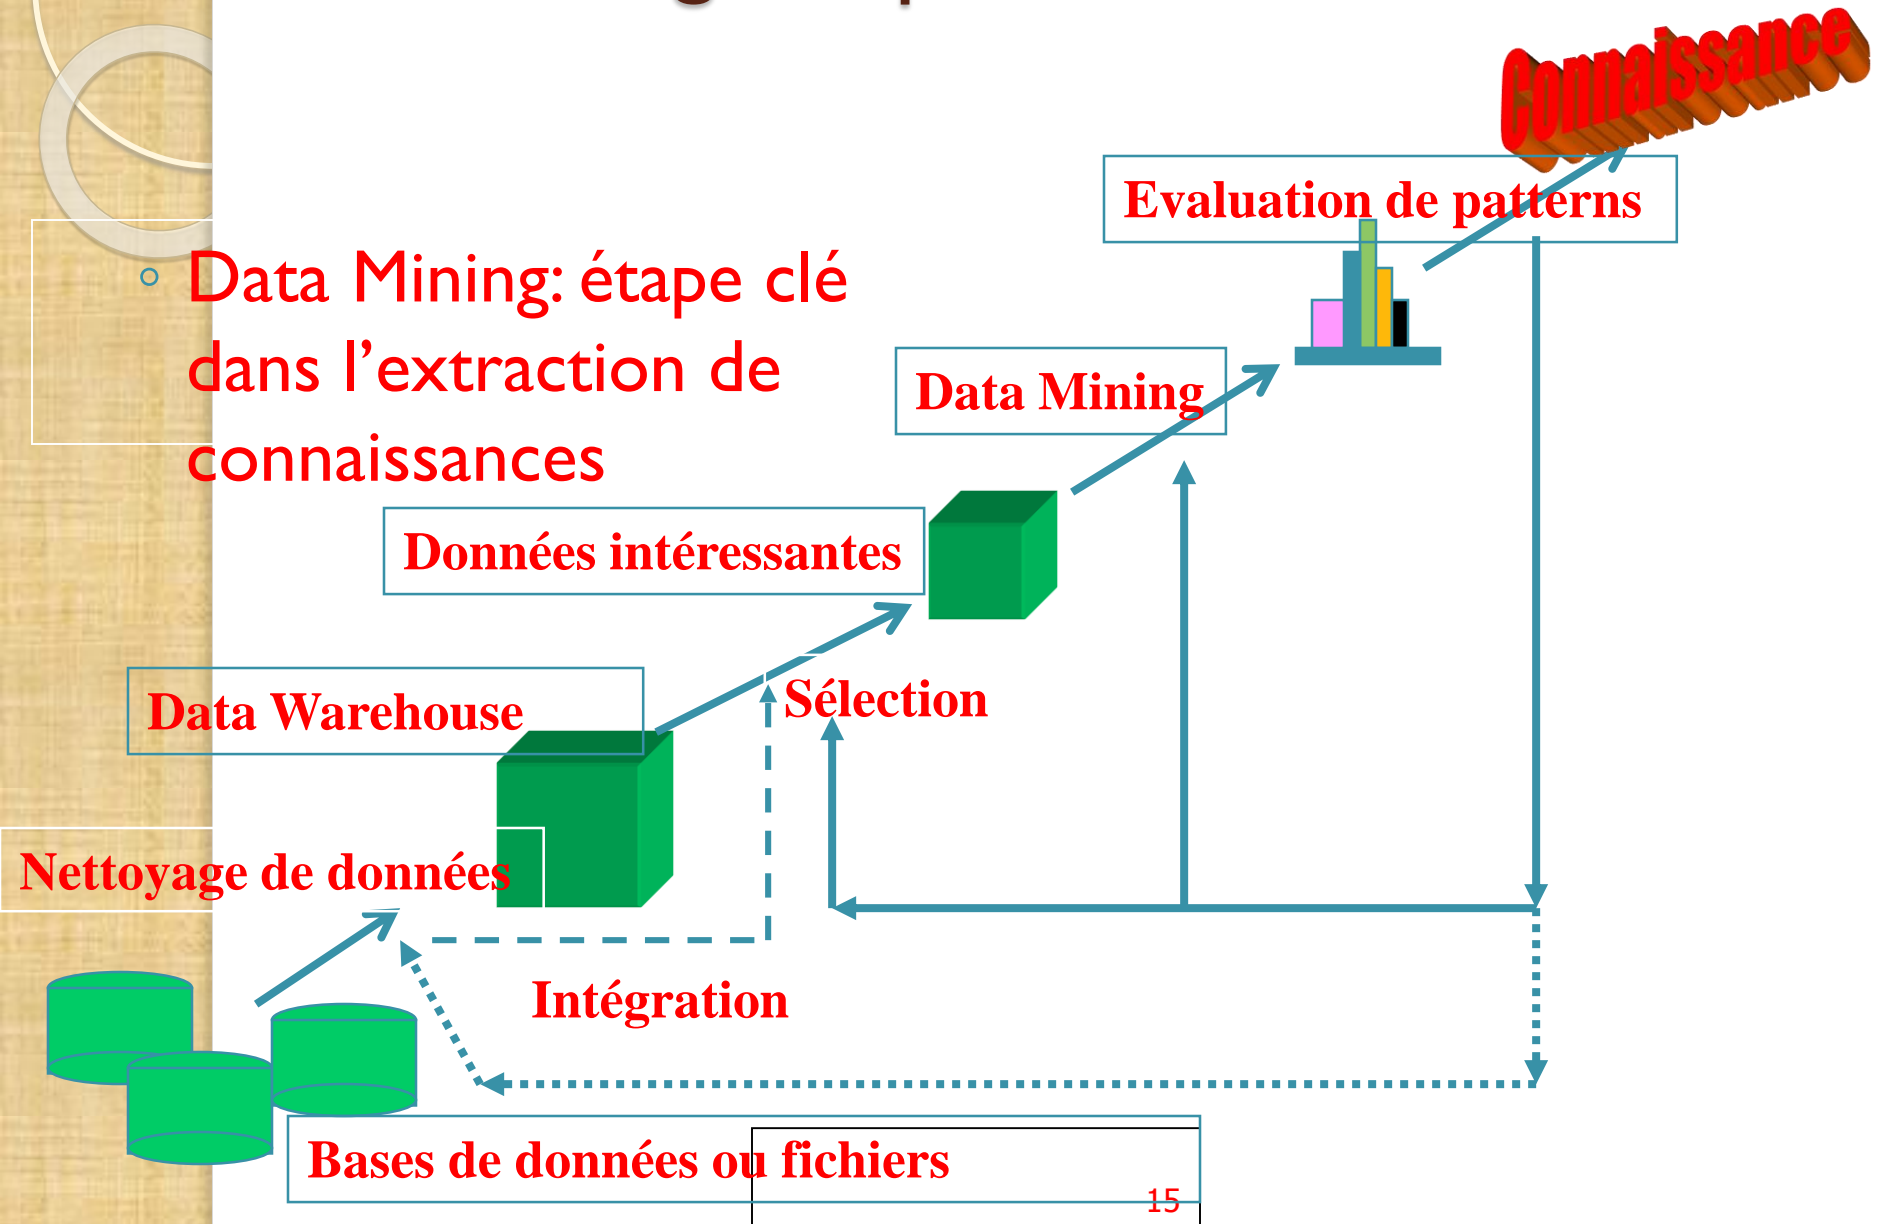 Connaissance
Evaluation de patterns
Data Mining: étape clé
dans l’extraction de
connaissances
Data Mining
Données intéressantes
Sélection
Data Warehouse
Nettoyage de données
Intégration
Bases de données ou fichiers
15